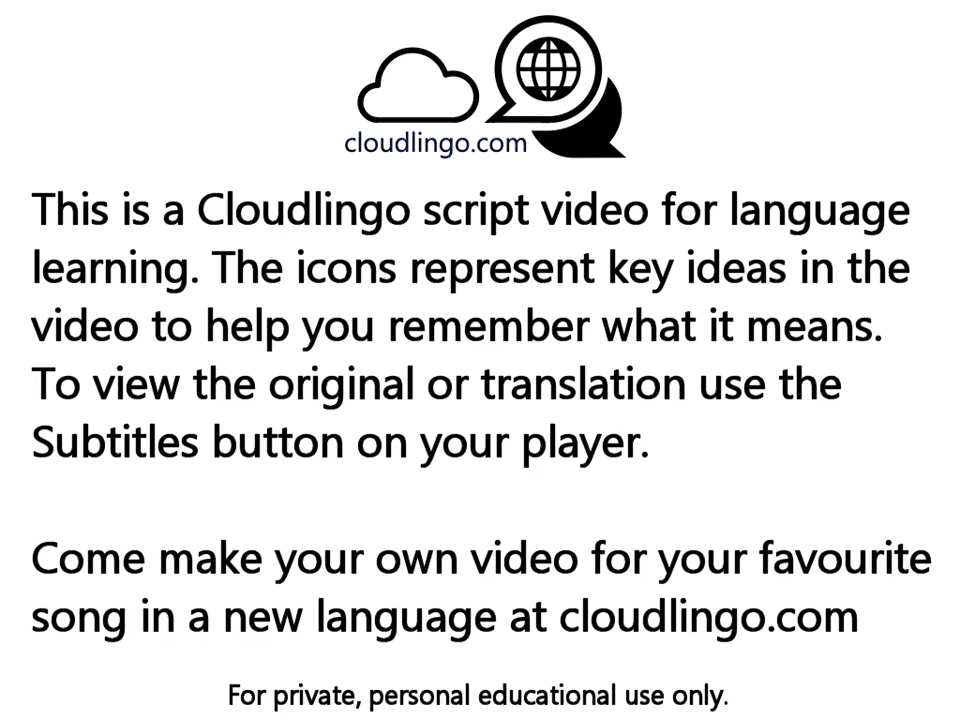 cloudlingo.com
This is a Cloudlingo script video for language
learning. The icons represent key ideas in the
video to help you remember what it means.
To view the original or translation use the
Subtitles button on your player.
Come make your own video for your favourite
song in a new language at cloudlingo.com
For private, personal educational use only.